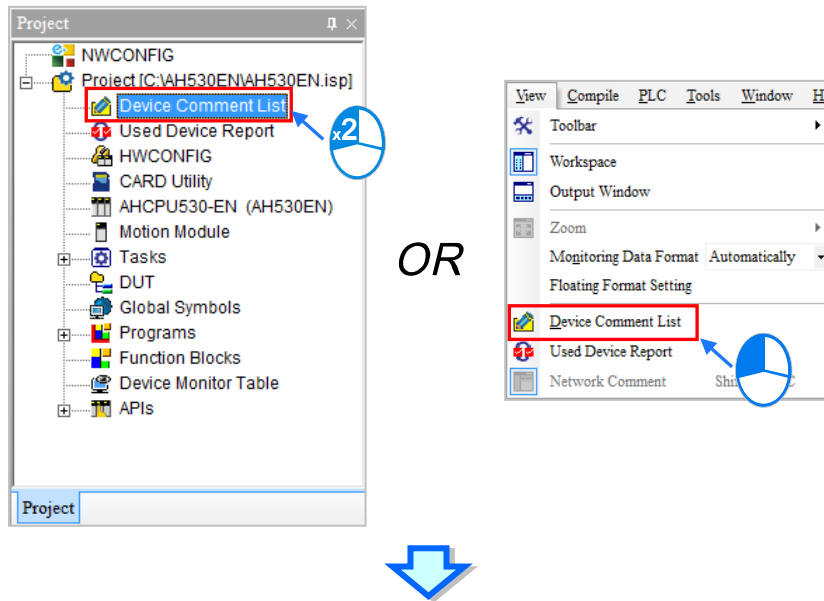 Project
NWCONFIG
Project [C:\AH530EN\AH530EN.isp]
Device Comment List
Used Device Report
HWCONFIG
CARD Utility
AHCPU530-EN (AH530EN)
Motion Module
Tasks
DUT
Global Symbols
Programs
Function Blocks
Device Monitor Table
APIs
Project
x2
OR
View Compile PLC Tools Window H
Toolbar
Workspace
Output Window
Zoom
Monitoring Data Format Automatically
Floating Format Setting
Device Comment List
Used Device Report
Network Comment